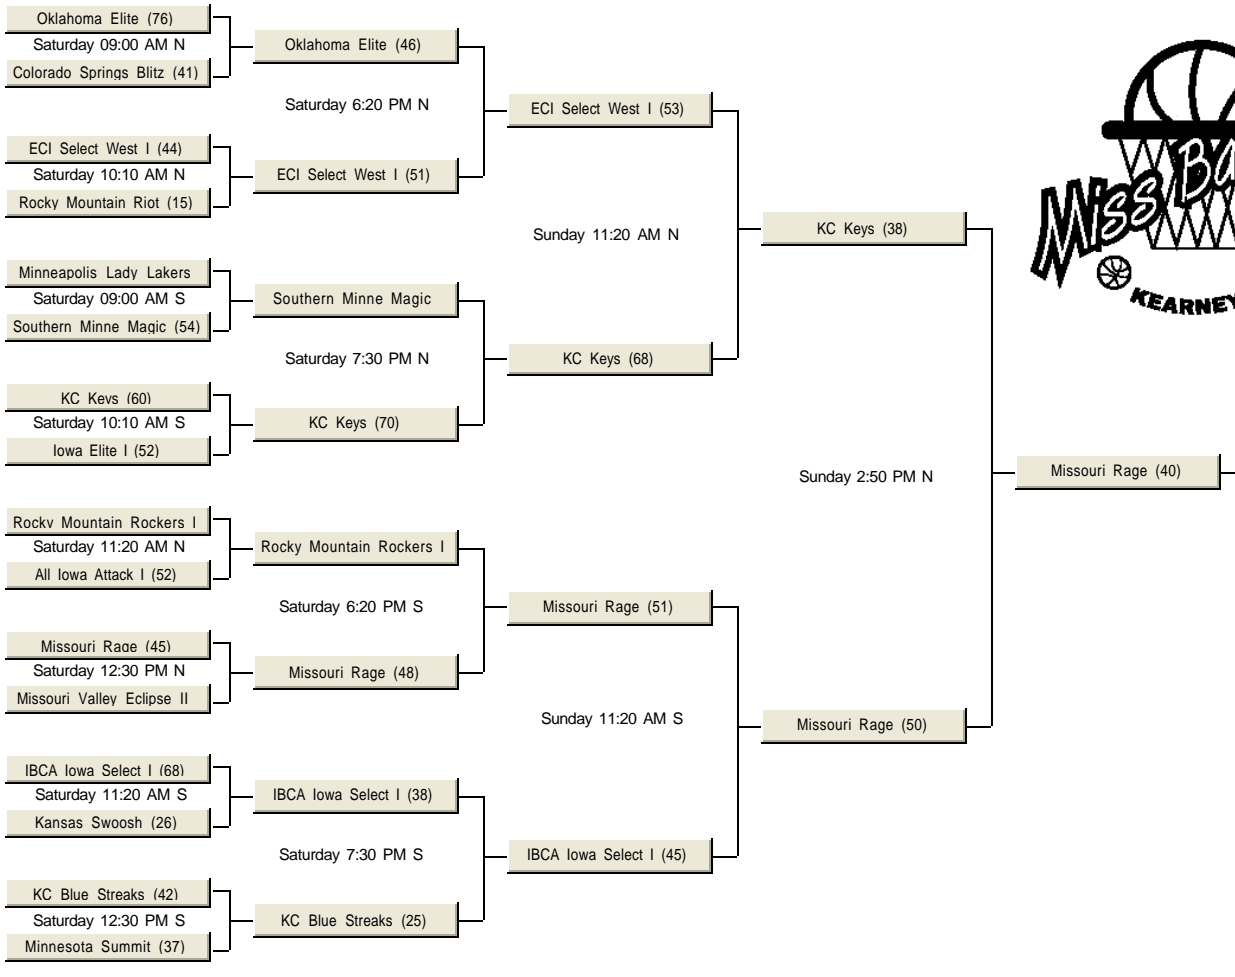 Oklahoma Elite (76)
Saturday 09:00 AM N
Colorado Springs Blitz (41)
ECI Select West I (44)
Saturday 10:10 AM N
Rocky Mountain Riot (15)
Minneapolis Lady Lakers
Saturday 09:00 AM S
Southern Minne Magic (54)
KC Keys (60)
Saturday 10:10 AM S
Iowa Elite I (52)
Rocky Mountain Rockers I
Saturday 11:20 AM N
All Iowa Attack I (52)
Missouri Rage (45)
Saturday 12:30 PM N
Missouri Valley Eclipse II
IBCA Iowa Select I (68)
Saturday 11:20 AM S
Kansas Swoosh (26)
KC Blue Streaks (42)
Saturday 12:30 PM S
Minnesota Summit (37)
Oklahoma Elite (46)
Saturday 6:20 PM N
ECI Select West I (51)
Southern Minne Magic
Saturday 7:30 PM N
KC Keys (70)
Rocky Mountain Rockers I
Saturday 6:20 PM S
Missouri Rage (48)
IBCA Iowa Select I (38)
Saturday 7:30 PM S
KC Blue Streaks (25)
ECI Select West I (53)
Sunday 11:20 AM N
KC Keys (68)
Missouri Rage (51)
Sunday 11:20 AM S
IBCA Iowa Select I (45)
KC Keys (38)
Sunday 2:50 PM N
Missouri Rage (50)
Missouri Rage (40)
Miss Ba
KEARNEY